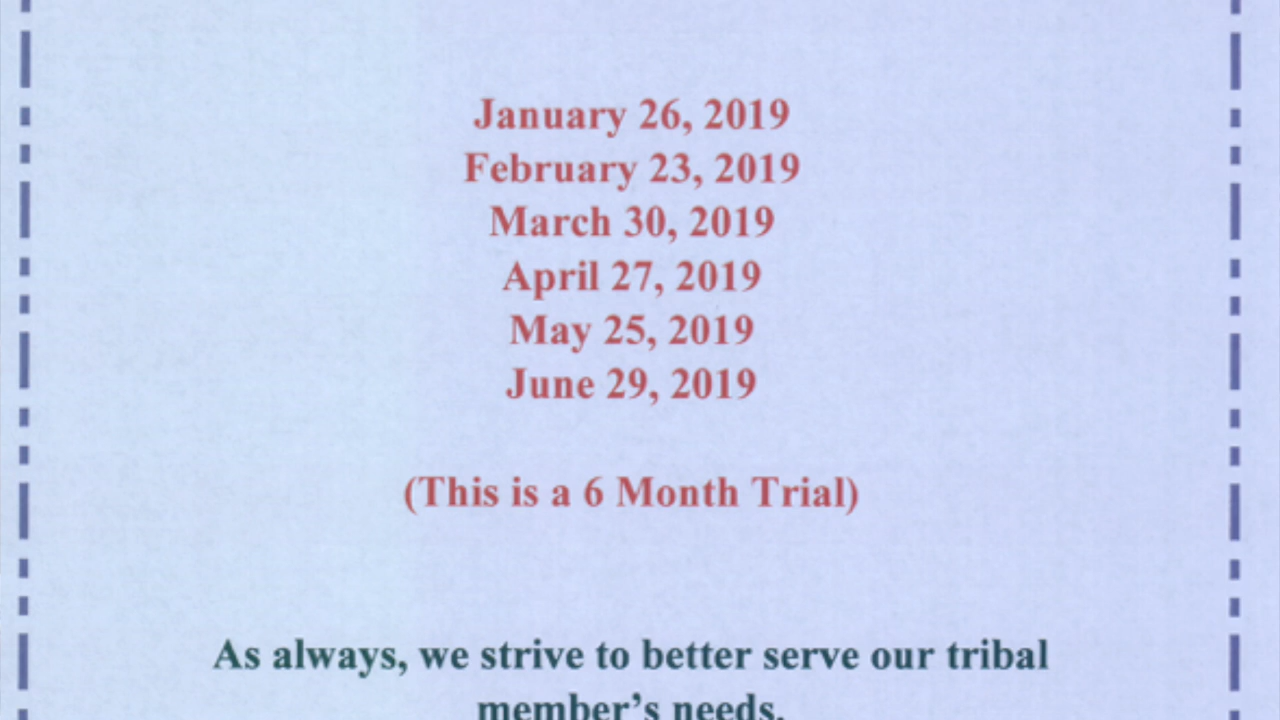 January 26, 2019
February 23, 2019
March 30, 2019
April 27, 2019
May 25, 2019
June 29, 2019
(This is a 6 Month Trial)
As always, we strive to better serve our tribal
member’s needs.